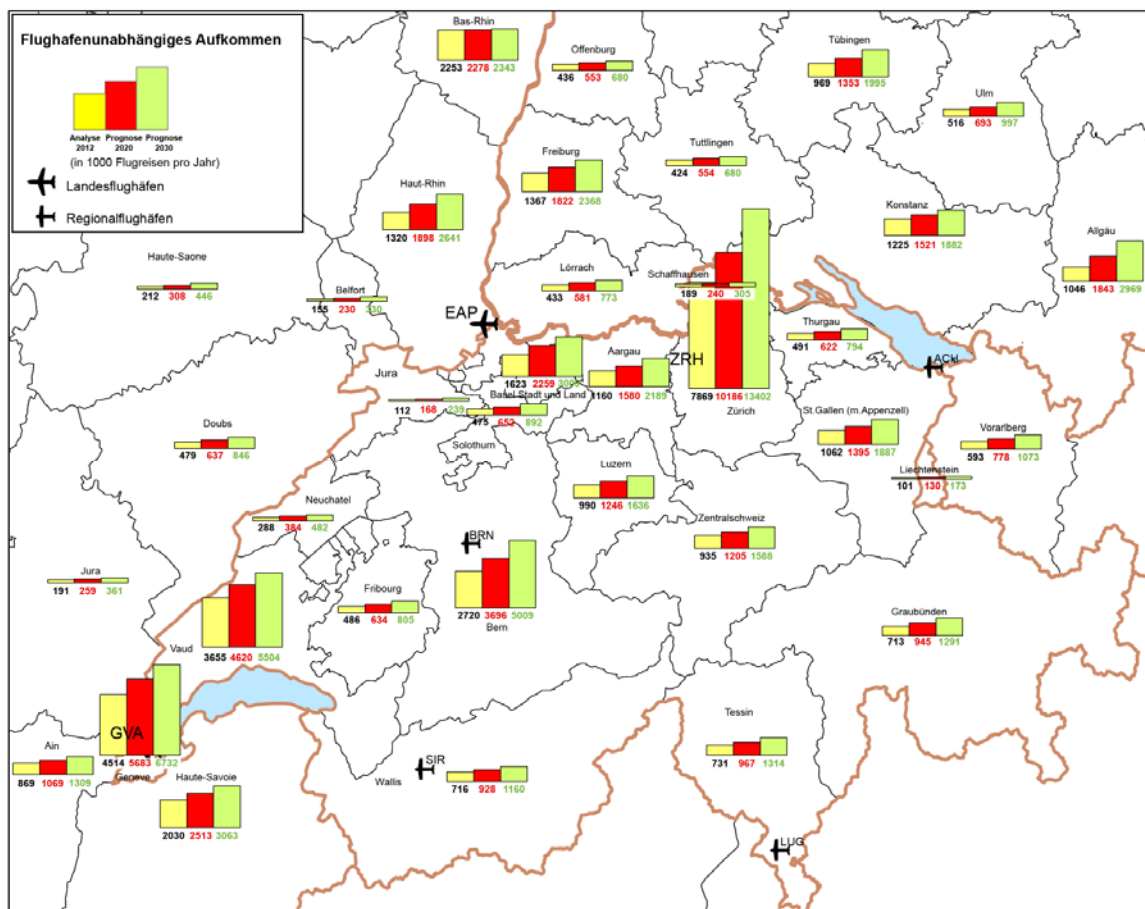 Flughafenunabhängiges Aufkommen
Analyse Prognose Prognose
2012 2020 2030
(in 1000 Flugreisen pro Jahr)
Landesflughäfen
Regionalflughäfen
Bas-Rhin
2253 2278 2343
Offenburg
436 553 680
Tübingen
969 1353 1995
Ulm
516 693 997
Freiburg
1367 1822 2368
Tuttlingen
424 554 680
Haut-Rhin
1320 1898 2641
Konstanz
1225 1521 1882
Allgäu
1046 1843 2969
Haute-Saone
212 308 446
Belfort
155 230 330
Lörrach
433 581 773
Schaffhausen
189 240 305
EAP
Thurgau
491 622 794
ZRH
7869 10186 13402
Zürich
ACH
Jura
112 168 239
1623 2259
Basel Stadt und Land
Aargau
1160 1580 2189
475 652 892
Solothurn
Doubs
479 637 846
St.Gallen (m.Appenzell)
1062 1395 1887
Vorarlberg
593 778 1073
Liechtenstein
101 130 173
Luzern
990 1246 1636
Neuchatel
288 384 482
Zentralschweiz
935 1205 1588
BRN
2720 3696 5009
Bern
Jura
191 259 361
Fribourg
486 634 805
Graubünden
713 945 1291
3655 4620 5504
Vaud
GVA
4514 5683 6732
Geneve
Ain
869 1069 1309
Haute-Savoie
2030 2513 3063
SIR
Wallis
716 928 1160
Tessin
731 967 1314
LUG